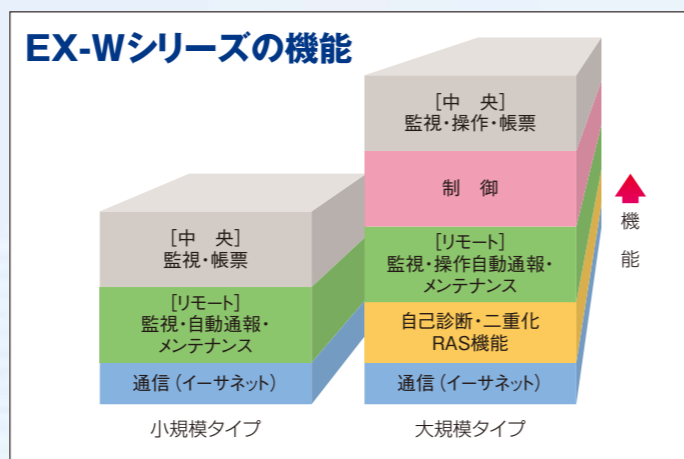 EX-Wシリーズの機能
[中　央]
監視・帳票
[リモート]
監視・自動通報・
メンテナンス
通信(イーサネット)
小規模タイプ
[中　央]
監視・操作・帳票
制　御
[リモート]
監視・操作自動通報・
メンテナンス
自己診断・二重化
RAS機能
通信(イーサネット)
大規模タイプ
機
能